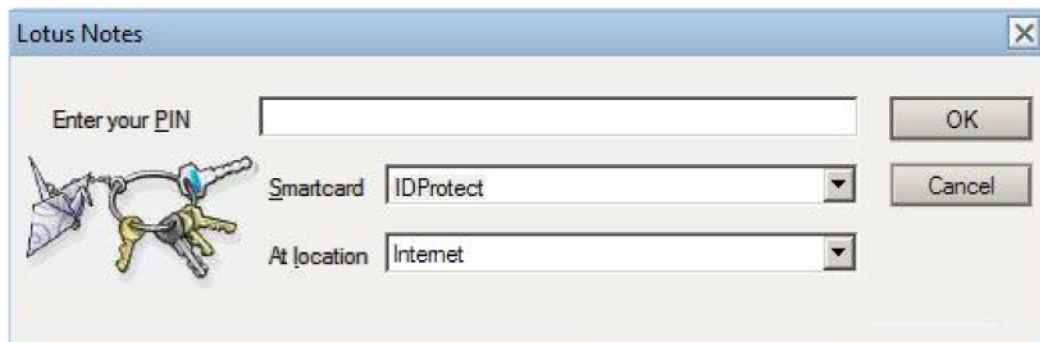 Lotus Notes
Enter your PIN
OK
Smartcard IDProtect
Cancel
At location Internet